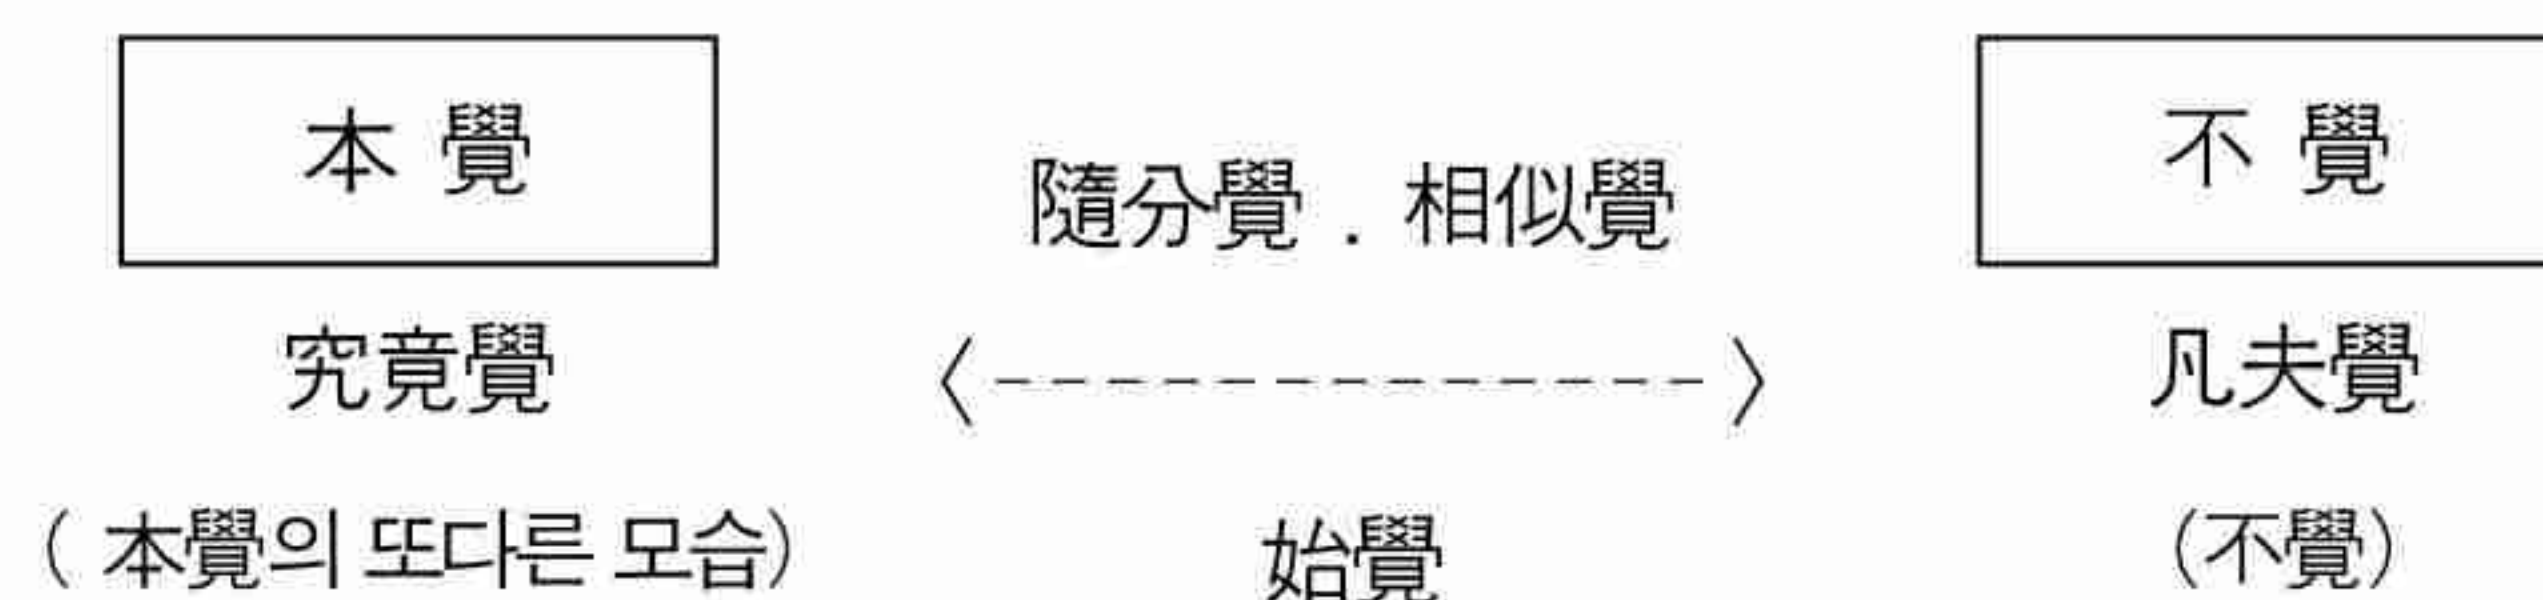 本 覺
不 覺
隨分覺 . 相似覺
究竟覺
凡夫覺
( 本覺의 또다른 모습)
始覺
(不覺)